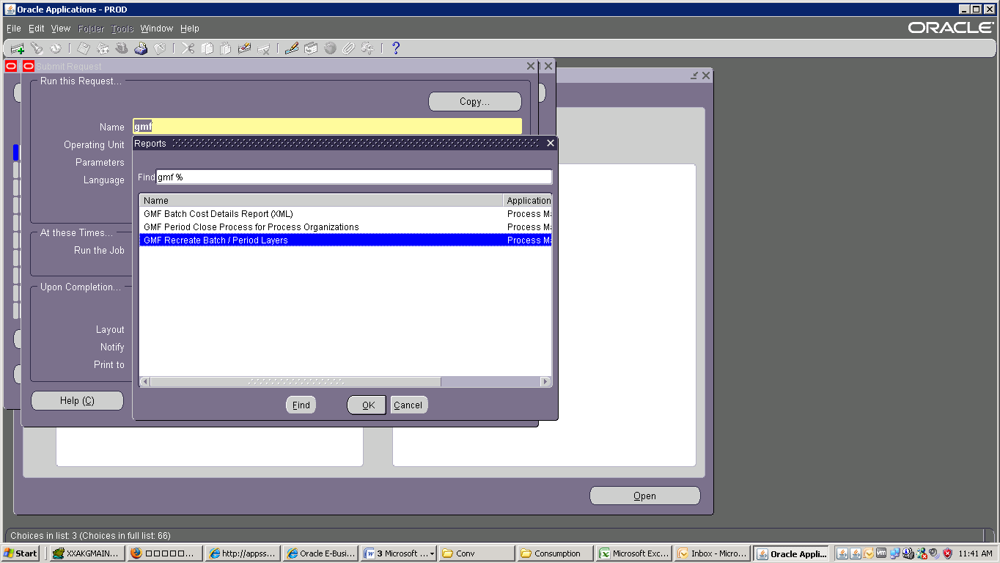 Oracle Applications - PROD
File Edit View Folder Tools Window Help
ORACLE
Submit Request
Run this Request...
Copy...
Name gmf
Operating Unit
Parameters
Language
At these Times...
Run the Job
Upon Completion...
Layout
Notify
Print to
Help (C)
Reports
Find gmf %
Name Application
GMF Batch Cost Details Report (XML) Process Ma
GMF Period Close Process for Process Organizations Process Ma
GMF Recreate Batch / Period Layers Process Ma
Find OK Cancel
Open
Choices in list: 3 (Choices in full list: 66)
Start XXAKGMAIN... http://appss... Oracle E-Busi... 3 Microsoft ... Conv Consumption Microsoft Exc... Inbox - Micro... Oracle Appli... 11:41 AM